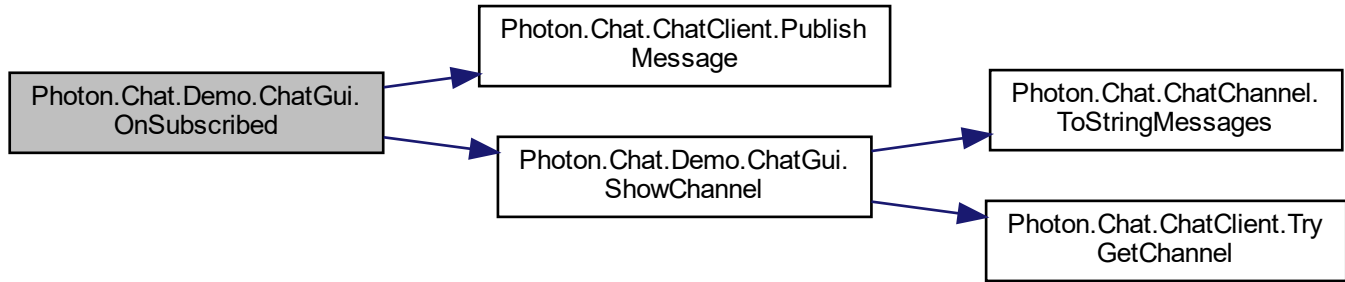 Photon.Chat.Demo.ChatGui.
OnSubscribed
Photon.Chat.ChatClient.Publish
Message
Photon.Chat.Demo.ChatGui.
ShowChannel
Photon.Chat.ChatChannel.
ToStringMessages
Photon.Chat.ChatClient.Try
GetChannel